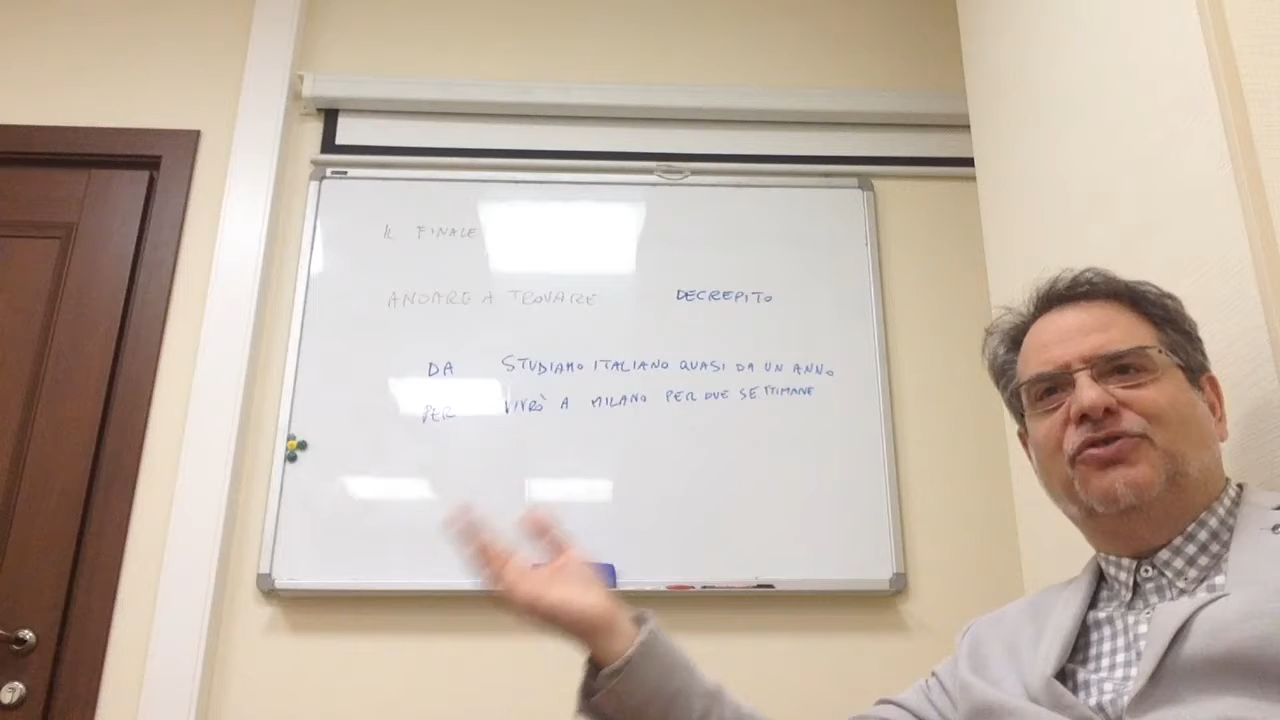 IL FINALE
ANDARE A TROVARE DECREPITO
DA STUDIAMO ITALIANO QUASI DA UN ANNO
PER VIVRÒ A MILANO PER DUE SETTIMANE